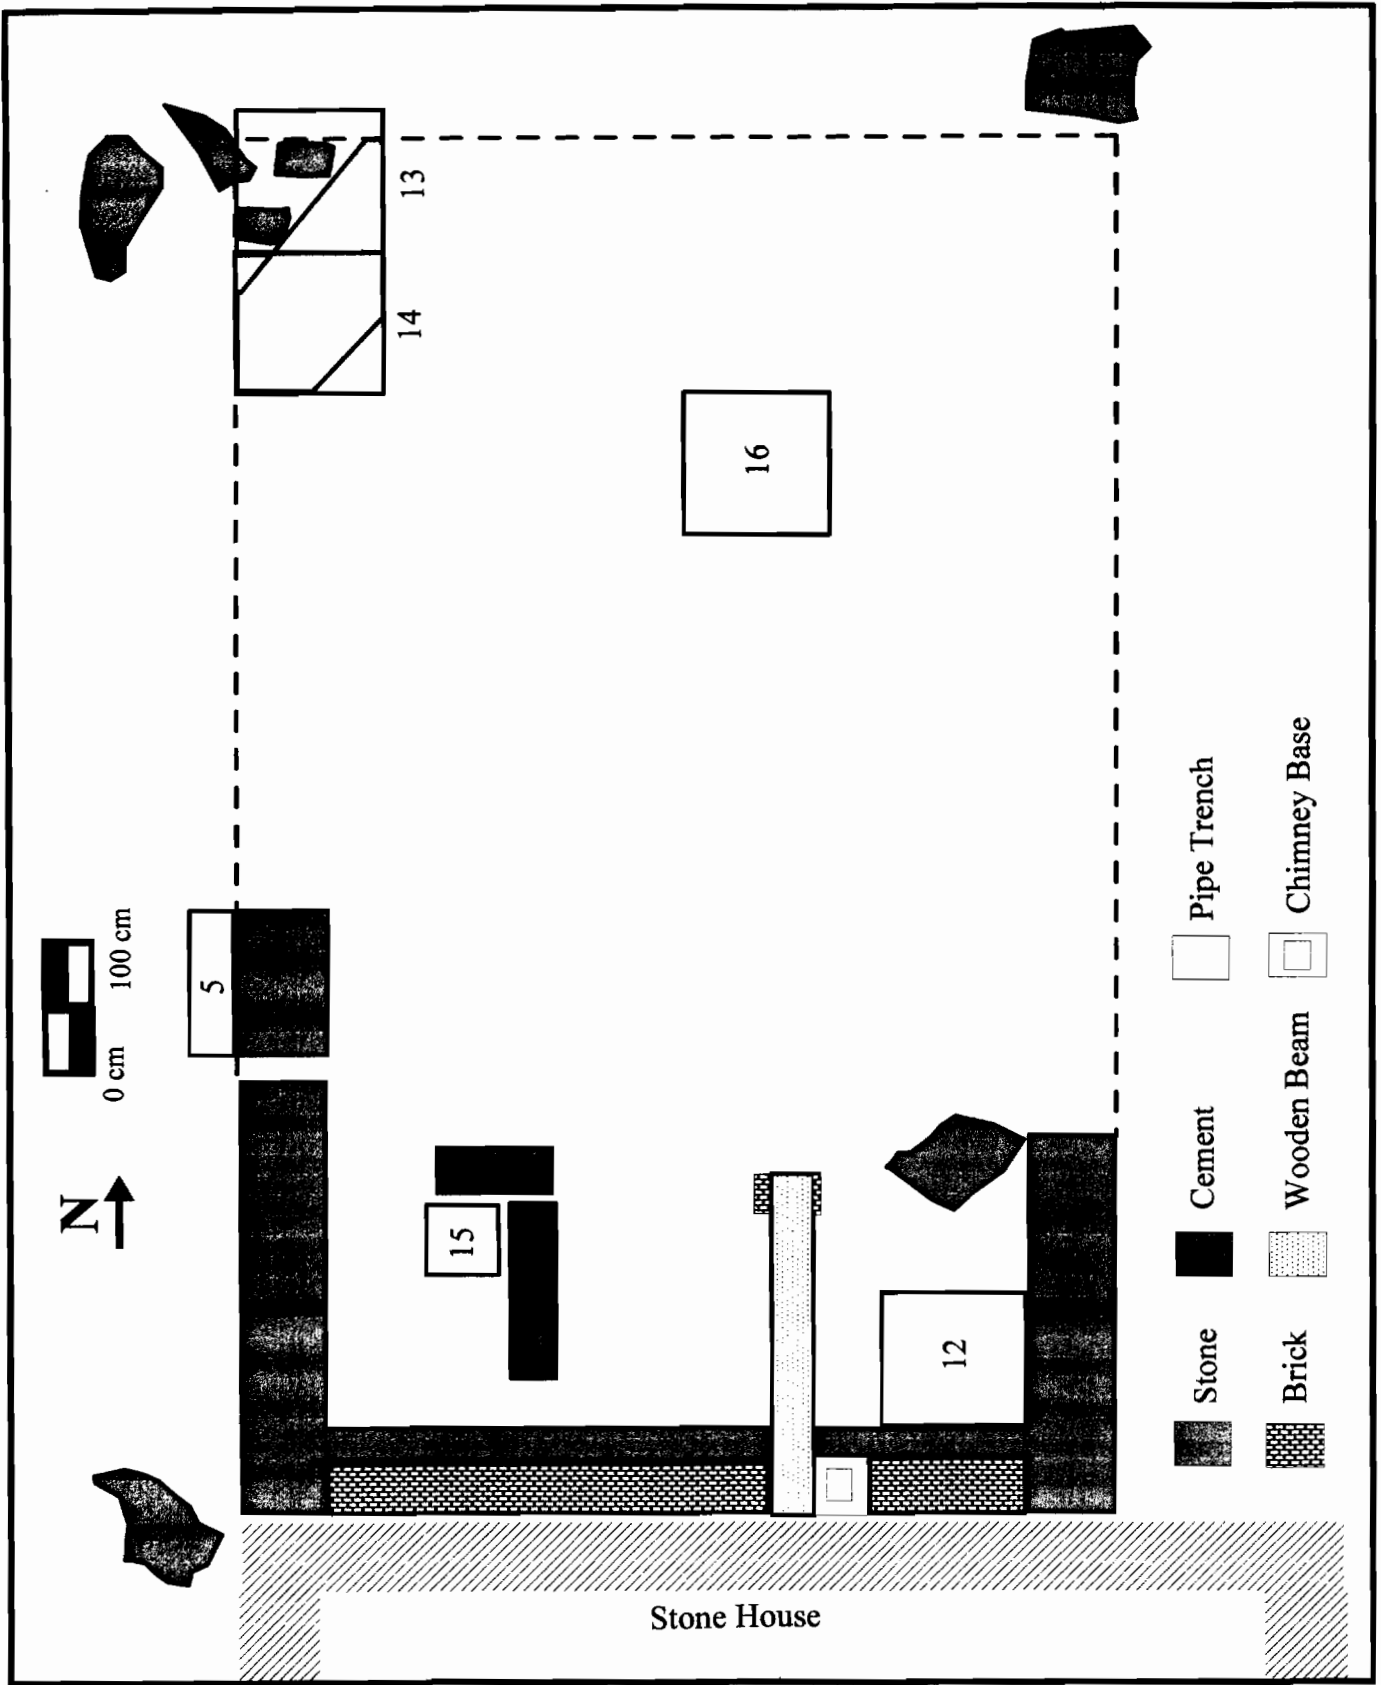 13
14
16
5
0 cm
100 cm
N
15
12
Stone
Cement
Pipe Trench
Brick
Wooden Beam
Chimney Base
Stone House